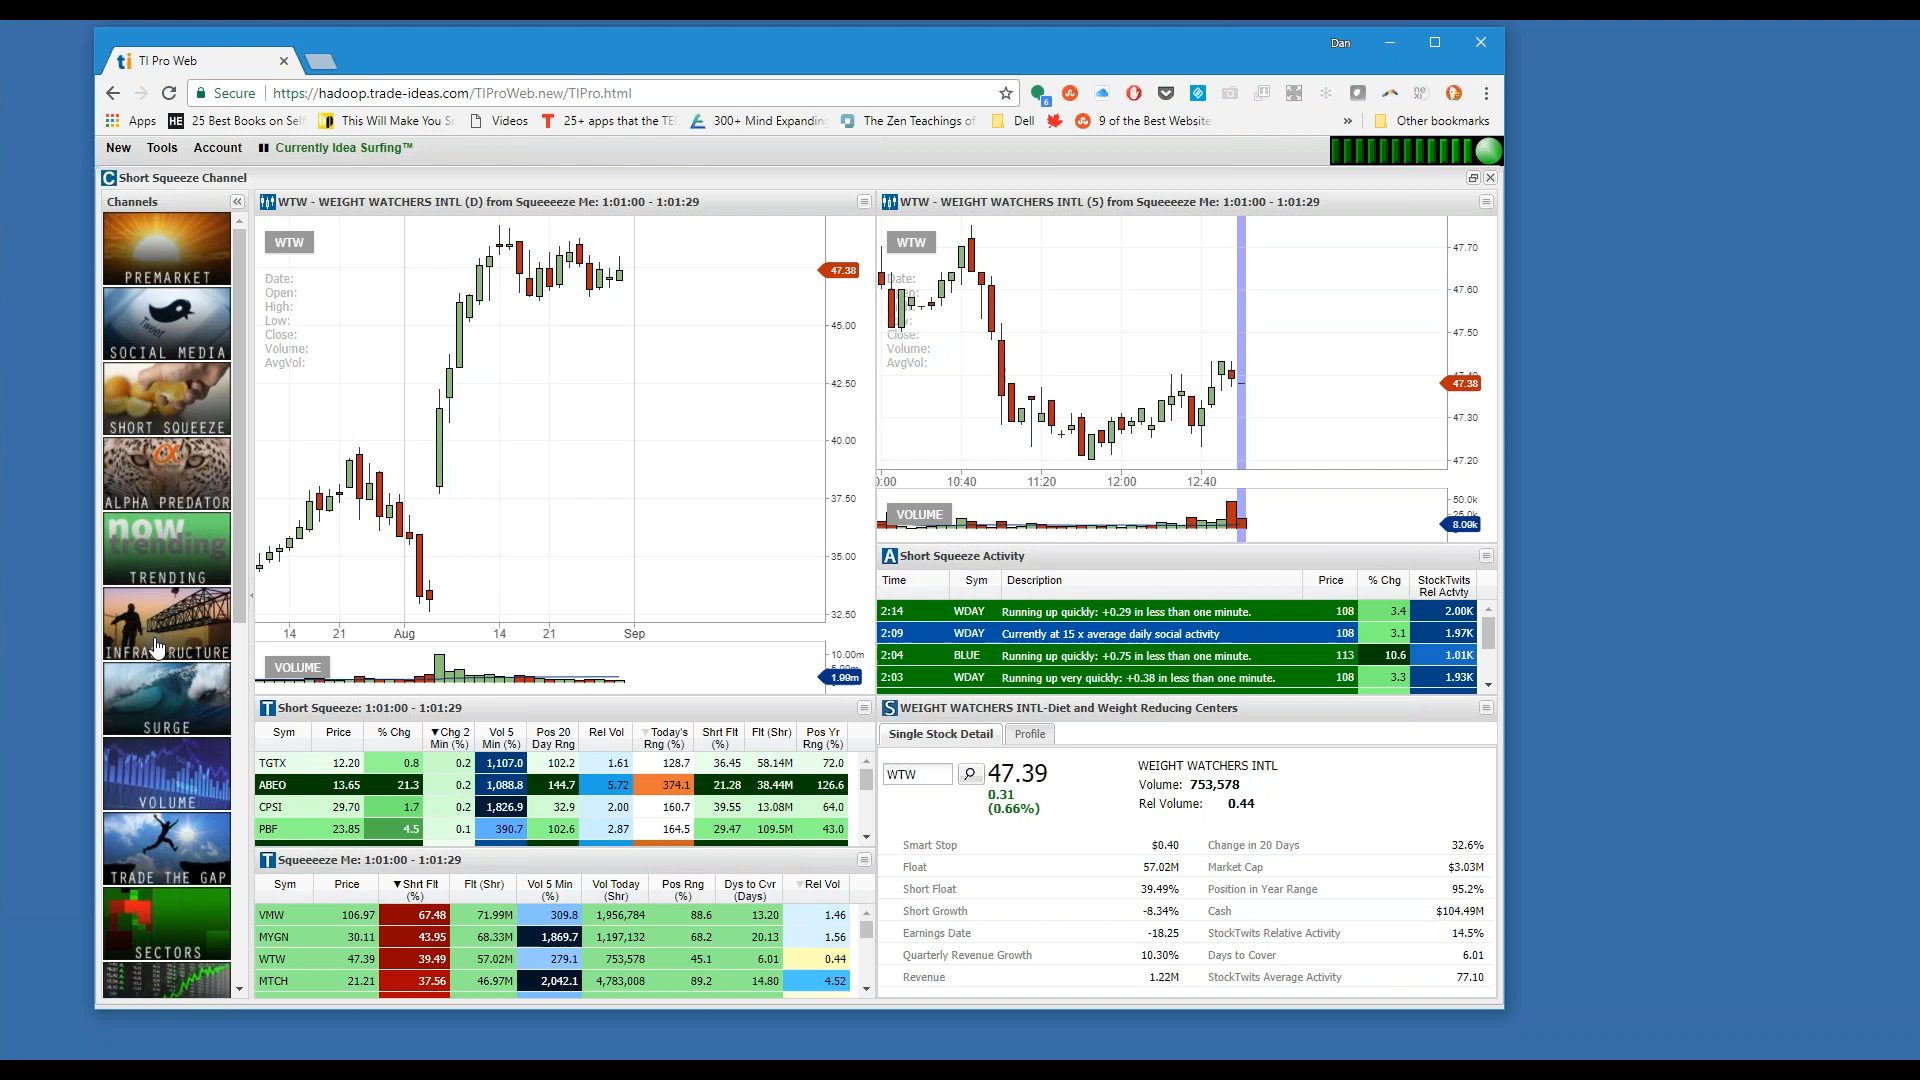 Dan
ti TI Pro Web
Secure https://hadoop.trade-ideas.com/TIProWeb.new/TIPro.html
6
Apps HE 25 Best Books on Sel This Will Make You S Videos T 25+ apps that the TE 300+ Mind Expandin The Zen Teachings of Dell 9 of the Best Website » Other bookmarks
New Tools Account Currently Idea Surfing™
C Short Squeeze Channel
Channels
PREMARKET
Tweet
SOCIAL MEDIA
SHORT SQUEEZE
α
ALPHA PREDATOR
now trending
TRENDING
INFRASTRUCTURE
SURGE
VOLUME
TRADE THE GAP
SECTORS
WTW - WEIGHT WATCHERS INTL (D) from Squeeeeze Me: 1:01:00 - 1:01:29
WTW
Date:
Open:
High:
Low:
Close:
Volume:
AvgVol:
47.38
45.00
42.50
40.00
37.50
35.00
32.50
14 21 Aug 14 21 Sep
VOLUME
10.00m
1.99m
WTW - WEIGHT WATCHERS INTL (5) from Squeeeeze Me: 1:01:00 - 1:01:29
WTW
Date:
Close:
Volume:
AvgVol:
47.70
47.60
47.50
47.38
47.30
47.20
10:40 11:20 12:00 12:40
VOLUME
50.0k
25.0k
8.09k
A Short Squeeze Activity
Time Sym Description Price % Chg StockTwits Rel Actvty
2:14 WDAY Running up quickly: +0.29 in less than one minute. 108 3.4 2.00K
2:09 WDAY Currently at 15 x average daily social activity 108 3.1 1.97K
2:04 BLUE Running up quickly: +0.75 in less than one minute. 113 10.6 1.01K
2:03 WDAY Running up very quickly: +0.38 in less than one minute. 108 3.3 1.93K
T Short Squeeze: 1:01:00 - 1:01:29
Sym Price % Chg ▼Chg 2 Min (%) Vol 5 Min (%) Pos 20 Day Rng Rel Vol Today's Rng (%) Shrt Flt (%) Flt (Shr) Pos Yr Rng (%)
TGTX 12.20 0.8 0.2 1,107.0 102.2 1.61 128.7 36.45 58.14M 72.0
ABEO 13.65 21.3 0.2 1,088.8 144.7 5.72 374.1 21.28 38.44M 126.6
CPSI 29.70 1.7 0.2 1,826.9 32.9 2.00 160.7 39.55 13.08M 64.0
PBF 23.85 4.5 0.1 390.7 102.6 2.87 164.5 29.47 109.5M 43.0
T Squeeeeze Me: 1:01:00 - 1:01:29
Sym Price ▼Shrt Flt (%) Flt (Shr) Vol 5 Min (%) Vol Today (Shr) Pos Rng (%) Dys to Cvr (Days) Rel Vol
VMW 106.97 67.48 71.99M 309.8 1,956,784 88.6 13.20 1.46
MYGN 30.11 43.95 68.33M 1,869.7 1,197,132 68.2 20.13 1.56
WTW 47.39 39.49 57.02M 279.1 753,578 45.1 6.01 0.44
MTCH 21.21 37.56 46.97M 2,042.1 4,783,008 89.2 14.80 4.52
S WEIGHT WATCHERS INTL-Diet and Weight Reducing Centers
Single Stock Detail Profile
WTW 47.39
0.31
(0.66%)
WEIGHT WATCHERS INTL
Volume: 753,578
Rel Volume: 0.44
Smart Stop $0.40 Change in 20 Days 32.6%
Float 57.02M Market Cap $3.03M
Short Float 39.49% Position in Year Range 95.2%
Short Growth -8.34% Cash $104.49M
Earnings Date -18.25 StockTwits Relative Activity 14.5%
Quarterly Revenue Growth 10.30% Days to Cover 6.01
Revenue 1.22M StockTwits Average Activity 77.10